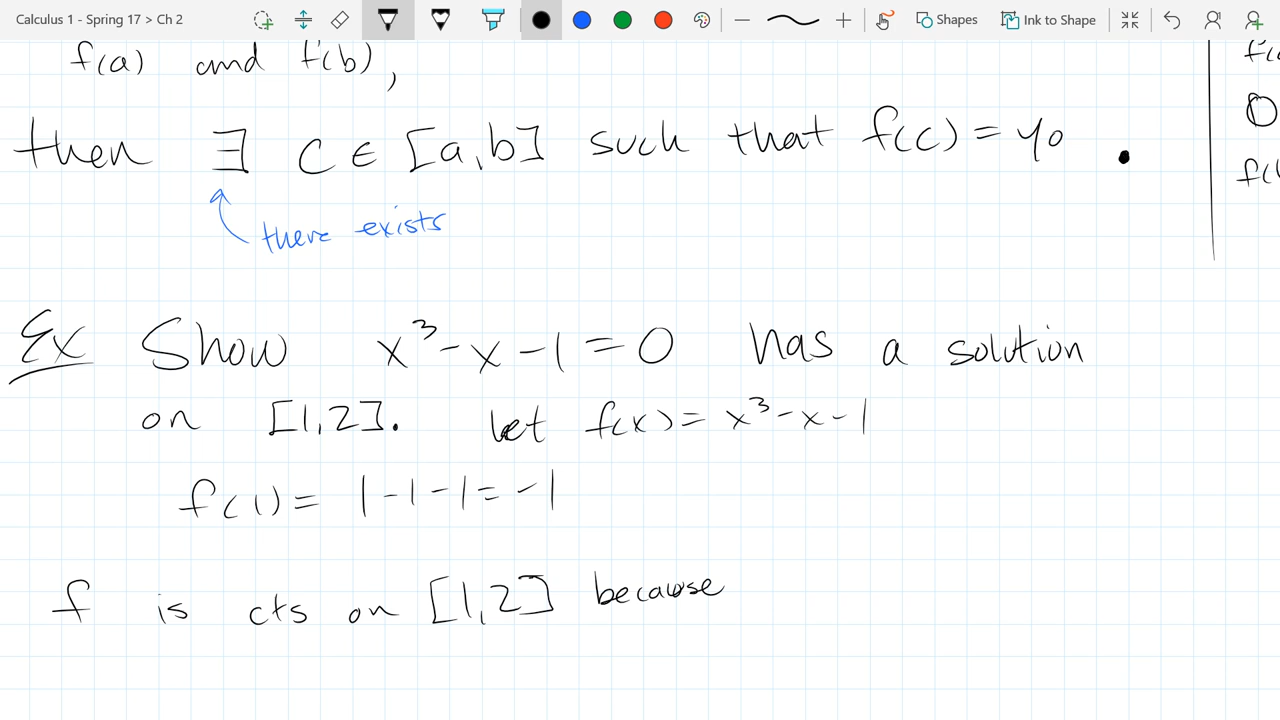 Calculus 1 - Spring 17 > Ch 2
Shapes
Ink to Shape
f(a) and f(b),
then ∃ c ∈ [a,b] such that f(c) = y0 .
there exists
Ex Show x³-x-1=0 has a solution
on [1,2]. Let f(x) = x³-x-1
f(1) = 1-1-1=-1
f is cts on [1,2] because